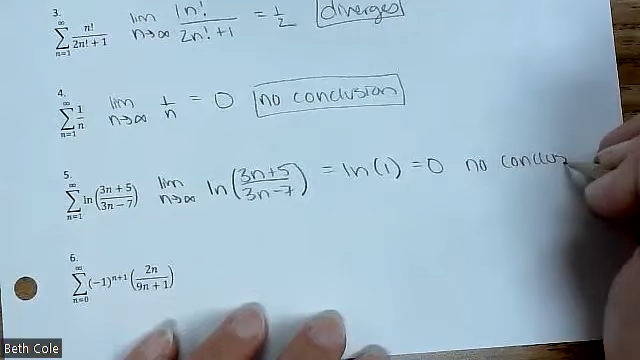 3.
∞∑n=1 n!/2n!+1 lim n→∞ 1n!/2n!+1 = 1/2 diverges
4.
∞∑n=1 1/n lim n→∞ 1/n = 0 no conclusion
5.
∞∑n=1 ln(3n+5/3n−7) lim n→∞ ln(3n+5/3n-7) = ln(1) = 0 no conclus
6.
∞∑n=0 (−1)^n+1 (2n/9n+1)
Beth Cole